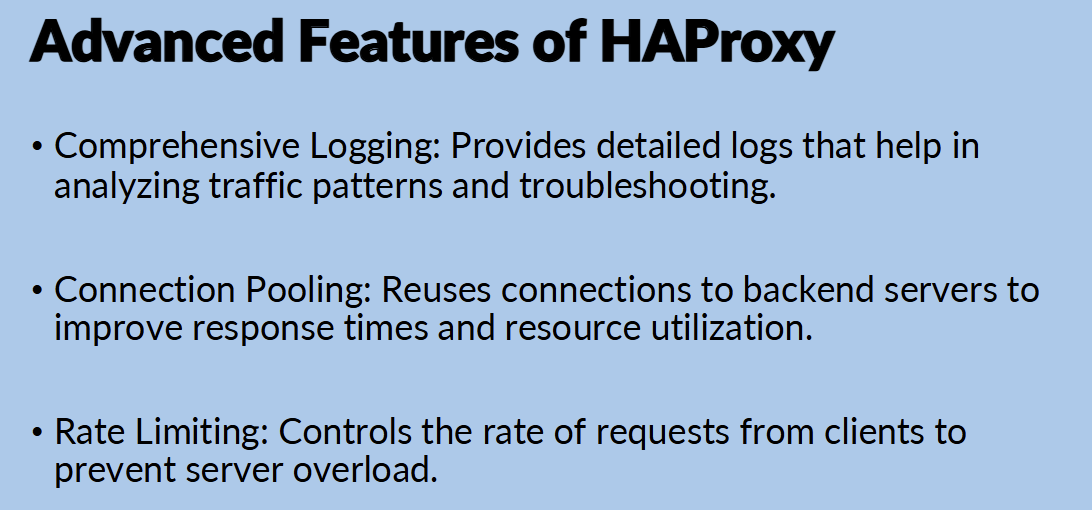 Advanced Features of HAProxy
• Comprehensive Logging: Provides detailed logs that help in
analyzing traffic patterns and troubleshooting.
• Connection Pooling: Reuses connections to backend servers to
improve response times and resource utilization.
• Rate Limiting: Controls the rate of requests from clients to
prevent server overload.